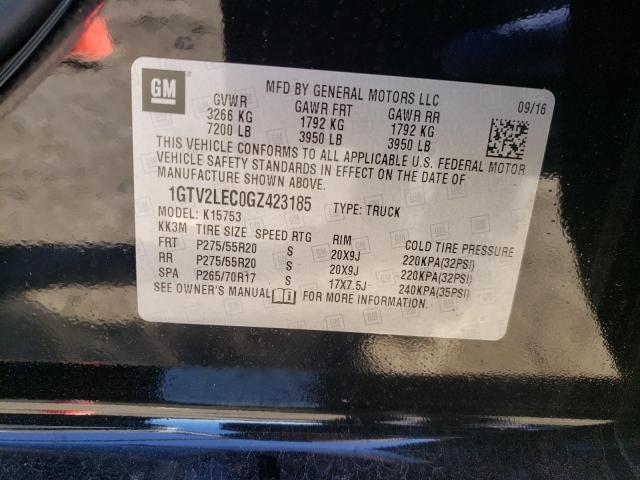 GM
MFD BY GENERAL MOTORS LLC
09/16
GVWR GAWR FRT GAWR RR
3266 KG 1792 KG 1792 KG
7200 LB 3950 LB 3950 LB
THIS VEHICLE CONFORMS TO ALL APPLICABLE U.S. FEDERAL MOTOR
VEHICLE SAFETY STANDARDS IN EFFECT ON THE DATE OF
MANUFACTURE SHOWN ABOVE.
1GTV2LEC0GZ423185 TYPE: TRUCK
MODEL: K15753
KK3M TIRE SIZE SPEED RTG RIM COLD TIRE PRESSURE
FRT P275/55R20 S 20X9J 220KPA(32PSI)
RR P275/55R20 S 20X9J 220KPA(32PSI)
SPA P265/70R17 S 17X7.5J 240KPA(35PSI)
SEE OWNER'S MANUAL FOR MORE INFORMATION.